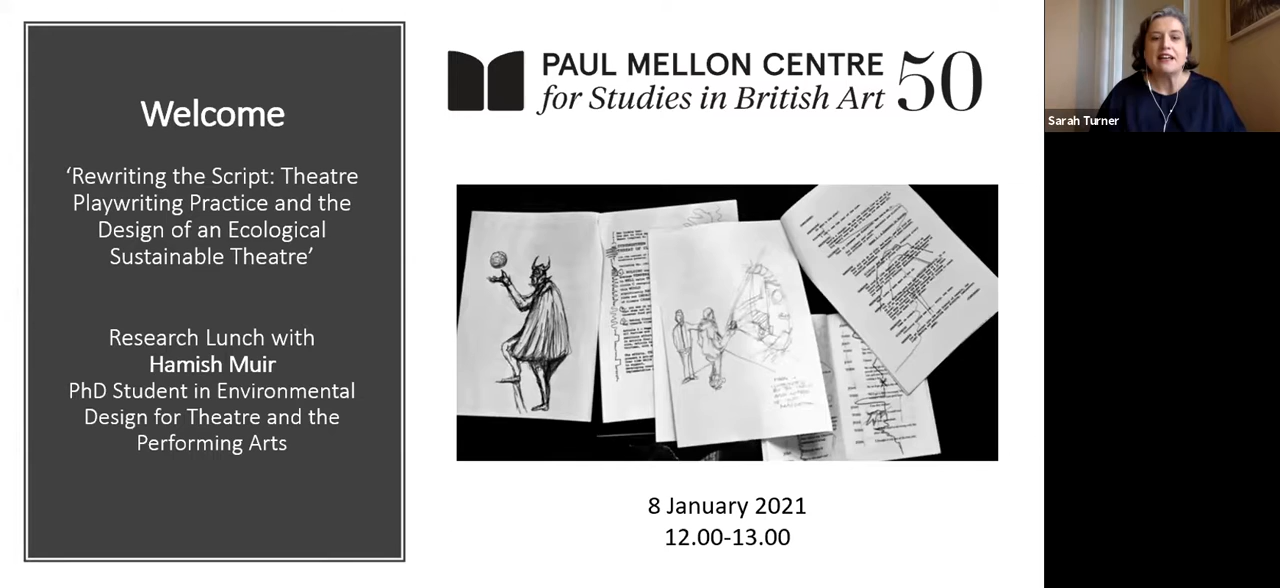 Welcome
‘Rewriting the Script: Theatre
Playwriting Practice and the
Design of an Ecological
Sustainable Theatre’
Research Lunch with
Hamish Muir
PhD Student in Environmental
Design for Theatre and the
Performing Arts
PAUL MELLON CENTRE
for Studies in British Art
50
8 January 2021
12.00-13.00
Sarah Turner